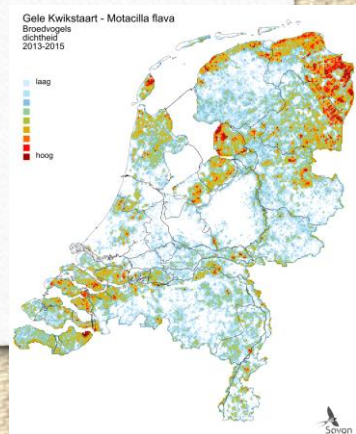 Gele Kwikstaart - Motacilla flava
Broedvogels
dichtheid
2013-2015
laag
hoog
Sovon